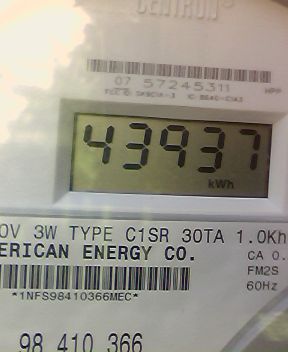 CENTRON®
07 57245311
HPP
43937
kWh
0V 3W TYPE C1SR 30TA 1.0Kh
ERICAN ENERGY CO.
CA 0.
FM2S
60Hz
*1NFS98410366MEC*
98 410 366